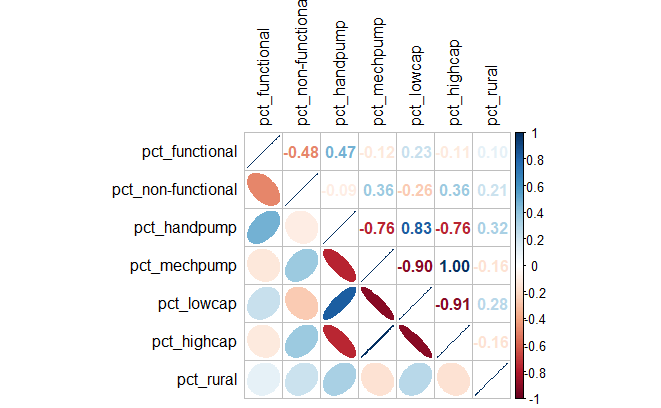 pct_functional
pct_non-functional
pct_handpump
pct_mechpump
pct_lowcap
pct_highcap
pct_rural
pct_functional -0.48 0.47 -0.12 0.23 -0.11 0.10
pct_non-functional -0.09 0.36 -0.26 0.36 0.21
pct_handpump -0.76 0.83 -0.76 0.32
pct_mechpump -0.90 1.00 -0.16
pct_lowcap -0.91 0.28
pct_highcap -0.16
pct_rural
1
0.8
0.6
0.4
0.2
0
-0.2
-0.4
-0.6
-0.8
-1